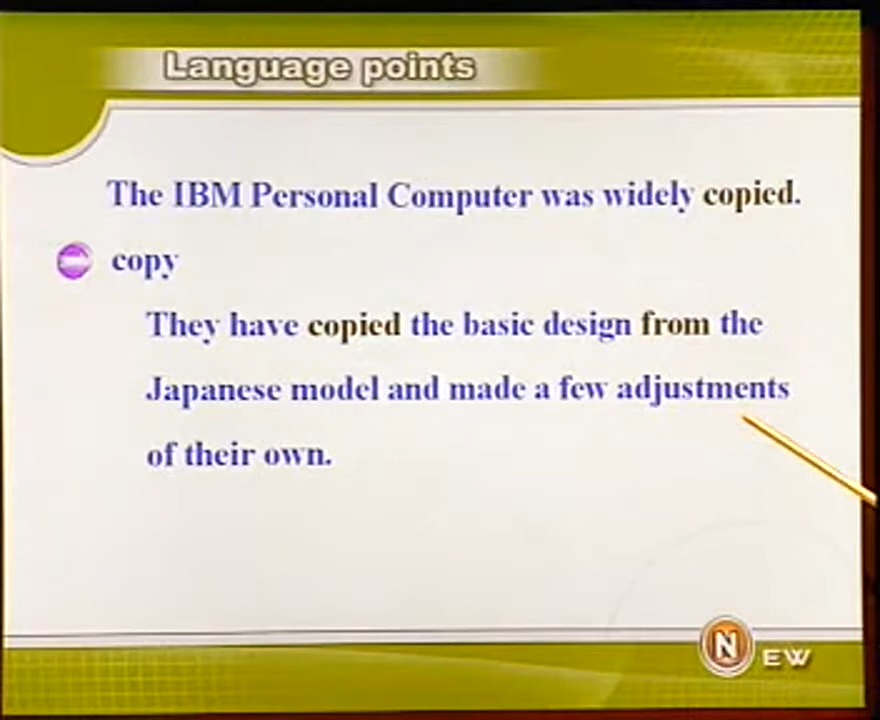 Language points
The IBM Personal Computer was widely copied.
copy
They have copied the basic design from the
Japanese model and made a few adjustments
of their own.
N EW